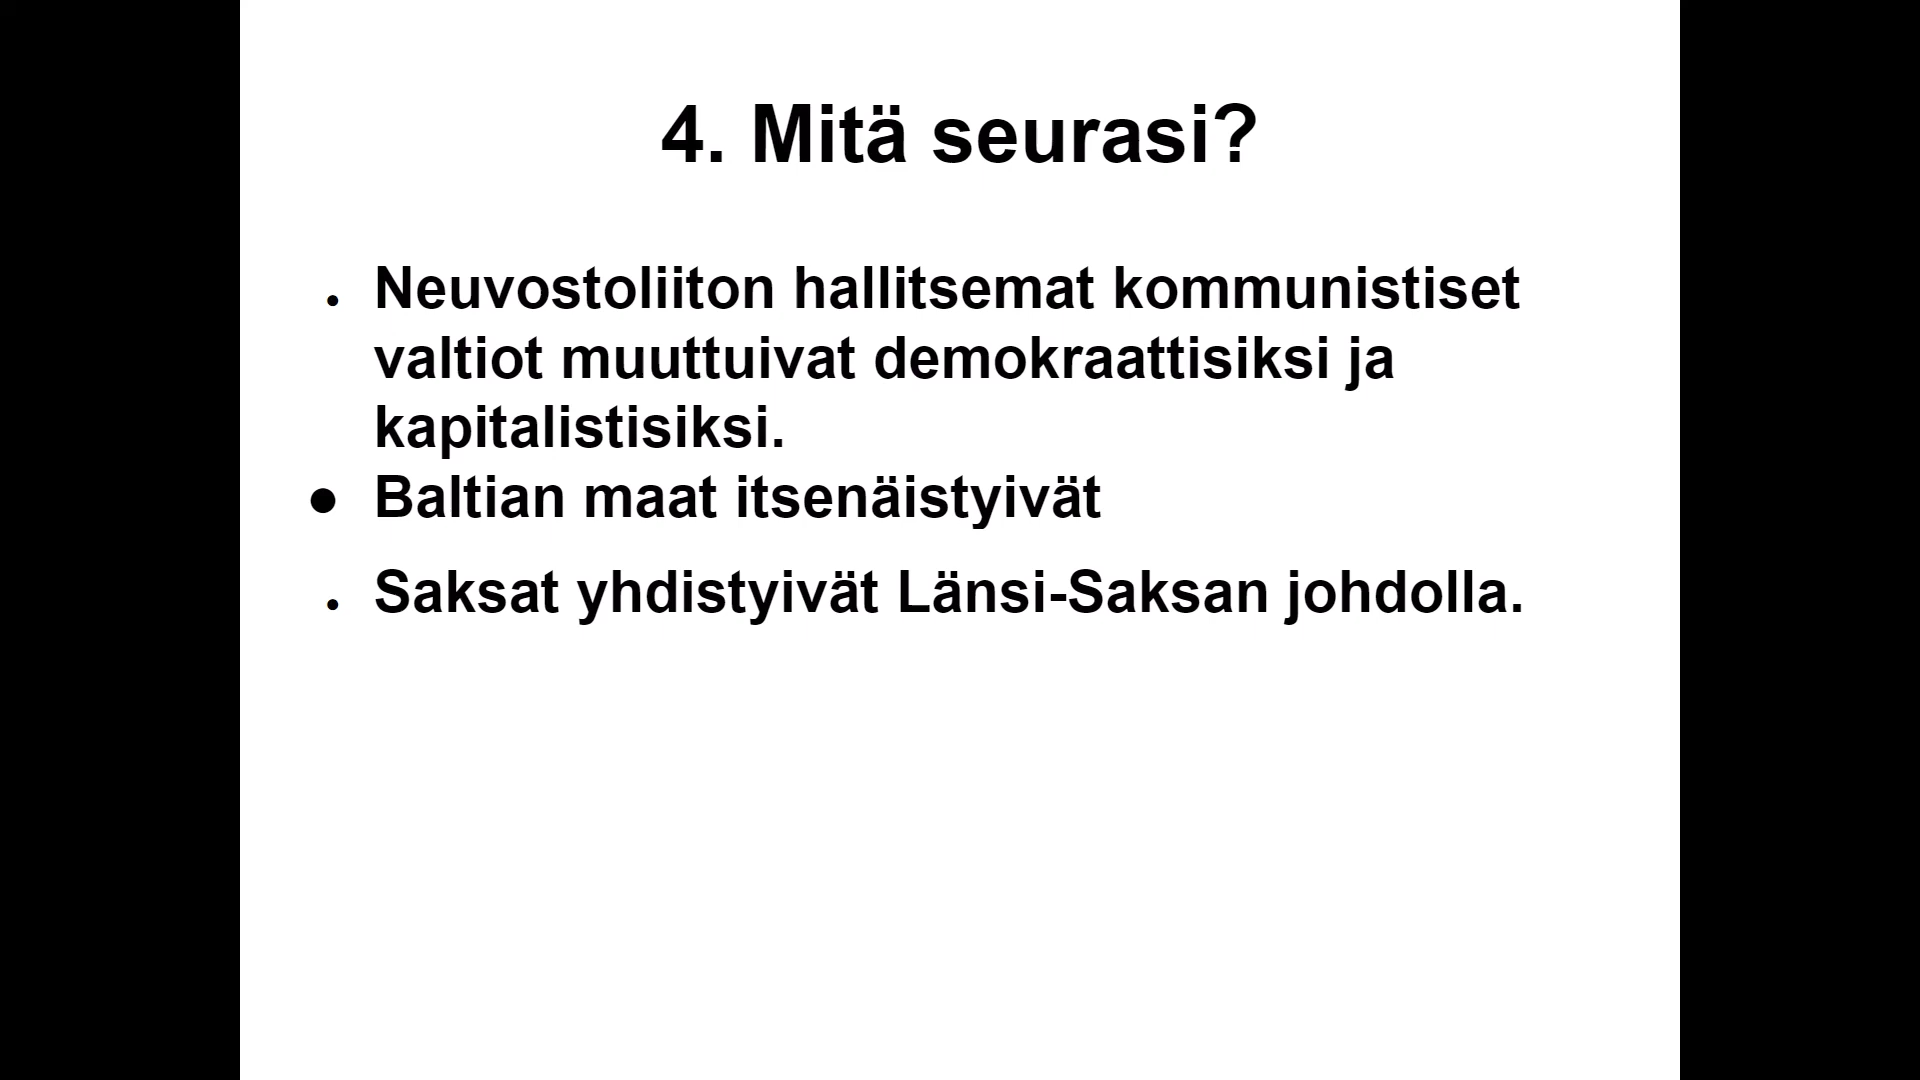 4. Mitä seurasi?
● Neuvostoliiton hallitsemat kommunistiset
valtiot muuttuivat demokraattisiksi ja
kapitalistisiksi.
● Baltian maat itsenäistyivät
● Saksat yhdistyivät Länsi-Saksan johdolla.